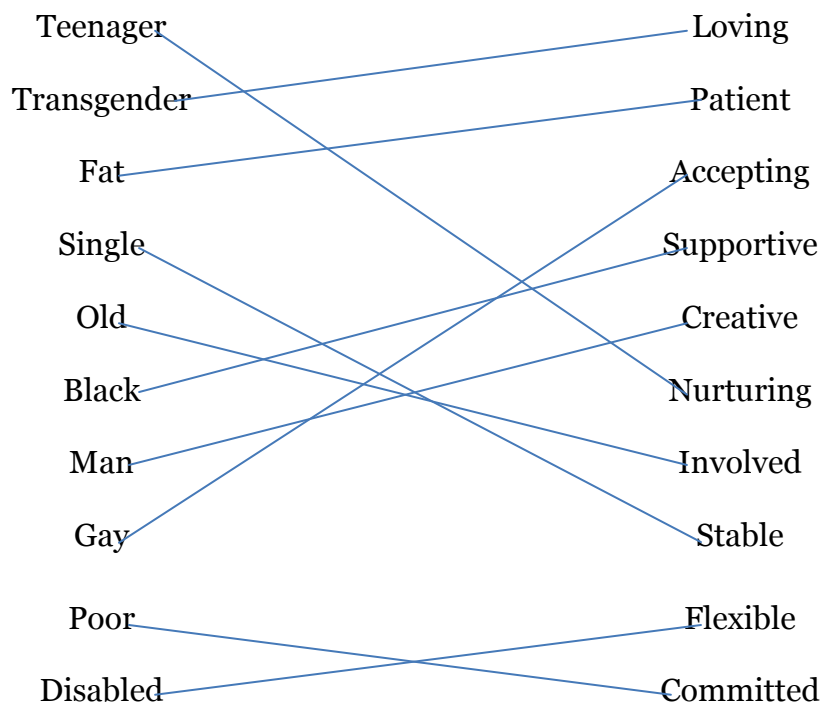 Teenager Loving
Transgender Patient
Fat Accepting
Single Supportive
Old Creative
Black Nurturing
Man Involved
Gay Stable
Poor Flexible
Disabled Committed